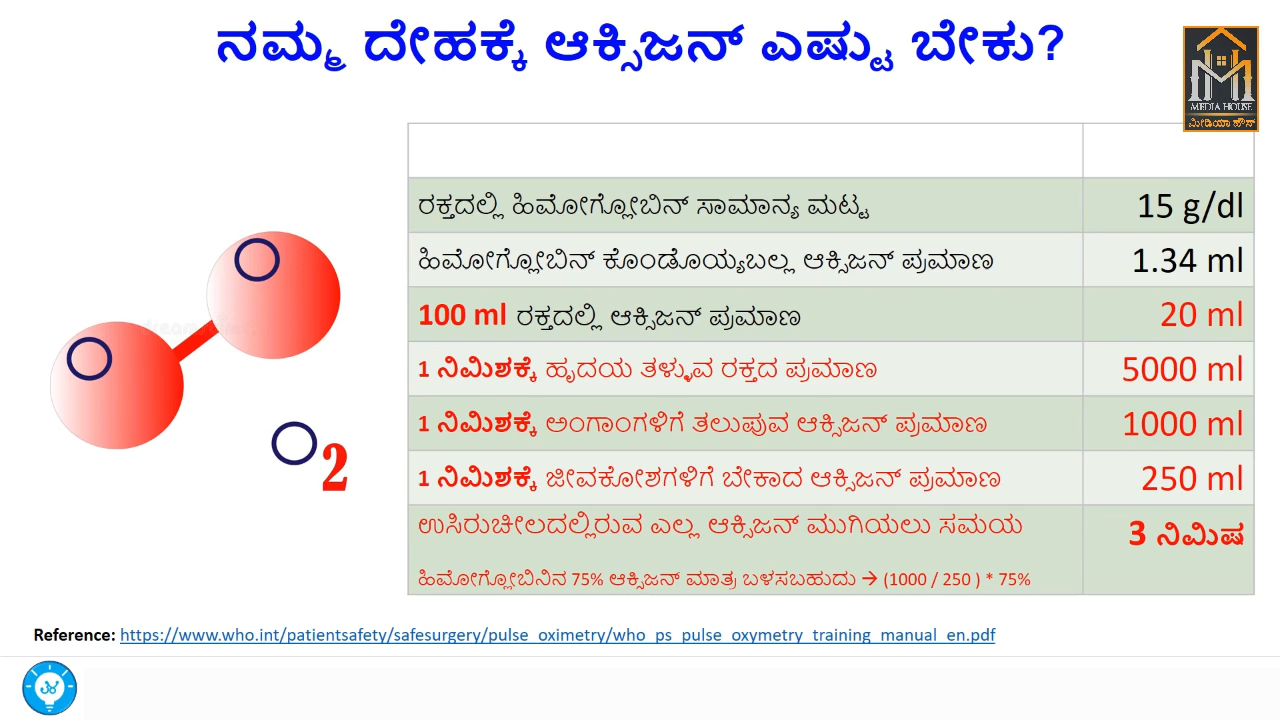 ನಮ್ಮ ದೇಹಕ್ಕೆ ಆಕ್ಸಿಜನ್ ಎಷ್ಟು ಬೇಕು?
MEDIA HOUSE
ಮೀಡಿಯಾ ಹೌಸ್
ರಕ್ತದಲ್ಲಿ ಹಿಮೋಗ್ಲೋಬಿನ್ ಸಾಮಾನ್ಯ ಮಟ್ಟ 15 g/dl
ಹಿಮೋಗ್ಲೋಬಿನ್ ಕೊಂಡೊಯ್ಯಬಲ್ಲ ಆಕ್ಸಿಜನ್ ಪ್ರಮಾಣ 1.34 ml
100 ml ರಕ್ತದಲ್ಲಿ ಆಕ್ಸಿಜನ್ ಪ್ರಮಾಣ 20 ml
1 ನಿಮಿಶಕ್ಕೆ ಹೃದಯ ತಳ್ಳುವ ರಕ್ತದ ಪ್ರಮಾಣ 5000 ml
1 ನಿಮಿಶಕ್ಕೆ ಅಂಗಾಂಗಳಿಗೆ ತಲುಪುವ ಆಕ್ಸಿಜನ್ ಪ್ರಮಾಣ 1000 ml
1 ನಿಮಿಶಕ್ಕೆ ಜೀವಕೋಶಗಳಿಗೆ ಬೇಕಾದ ಆಕ್ಸಿಜನ್ ಪ್ರಮಾಣ 250 ml
ಉಸಿರುಚೀಲದಲ್ಲಿರುವ ಎಲ್ಲ ಆಕ್ಸಿಜನ್ ಮುಗಿಯಲು ಸಮಯ 3 ನಿಮಿಷ
ಹಿಮೋಗ್ಲೋಬಿನಿನ 75% ಆಕ್ಸಿಜನ್ ಮಾತ್ರ ಬಳಸಬಹುದು → (1000 / 250 ) * 75%
O2
Reference: https://www.who.int/patientsafety/safesurgery/pulse_oximetry/who_ps_pulse_oxymetry_training_manual_en.pdf